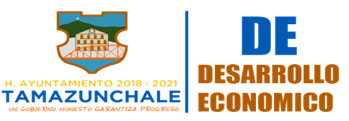 H. AYUNTAMIENTO 2018 - 2021
TAMAZUNCHALE
UN GOBIERNO HONESTO GARANTIZA PROGRESO
DE
DESARROLLO
ECONOMICO